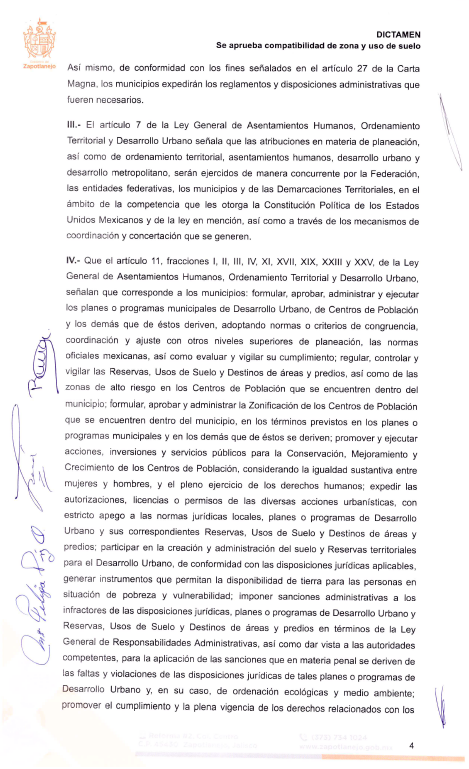 DICTAMEN
Se aprueba compatibilidad de zona y uso de suelo
Zapotlanejo
Así mismo, de conformidad con los fines señalados en el artículo 27 de la Carta
Magna, los municipios expedirán los reglamentos y disposiciones administrativas que
fueren necesarios.
III.- El artículo 7 de la Ley General de Asentamientos Humanos, Ordenamiento
Territorial y Desarrollo Urbano señala que las atribuciones en materia de planeación,
así como de ordenamiento territorial, asentamientos humanos, desarrollo urbano y
desarrollo metropolitano, serán ejercidos de manera concurrente por la Federación,
las entidades federativas, los municipios y de las Demarcaciones Territoriales, en el
ámbito de la competencia que les otorga la Constitución Política de los Estados
Unidos Mexicanos y de la ley en mención, así como a través de los mecanismos de
coordinación y concertación que se generen.
IV.- Que el artículo 11, fracciones I, II, III, IV, XI, XVII, XIX, XXIII y XXV, de la Ley
General de Asentamientos Humanos, Ordenamiento Territorial y Desarrollo Urbano,
señalan que corresponde a los municipios: formular, aprobar, administrar y ejecutar
los planes o programas municipales de Desarrollo Urbano, de Centros de Población
y los demás que de éstos deriven, adoptando normas o criterios de congruencia,
coordinación y ajuste con otros niveles superiores de planeación, las normas
oficiales mexicanas, así como evaluar y vigilar su cumplimiento; regular, controlar y
vigilar las Reservas, Usos de Suelo y Destinos de áreas y predios, así como de las
zonas de alto riesgo en los Centros de Población que se encuentren dentro del
municipio; formular, aprobar y administrar la Zonificación de los Centros de Población
que se encuentren dentro del municipio, en los términos previstos en los planes o
programas municipales y en los demás que de éstos se deriven; promover y ejecutar
acciones, inversiones y servicios públicos para la Conservación, Mejoramiento y
Crecimiento de los Centros de Población, considerando la igualdad sustantiva entre
mujeres y hombres, y el pleno ejercicio de los derechos humanos; expedir las
autorizaciones, licencias o permisos de las diversas acciones urbanísticas, con
estricto apego a las normas jurídicas locales, planes o programas de Desarrollo
Urbano y sus correspondientes Reservas, Usos de Suelo y Destinos de áreas y
predios; participar en la creación y administración del suelo y Reservas territoriales
para el Desarrollo Urbano, de conformidad con las disposiciones jurídicas aplicables,
generar instrumentos que permitan la disponibilidad de tierra para las personas en
situación de pobreza y vulnerabilidad; imponer sanciones administrativas a los
infractores de las disposiciones jurídicas, planes o programas de Desarrollo Urbano y
Reservas, Usos de Suelo y Destinos de áreas y predios en términos de la Ley
General de Responsabilidades Administrativas, así como dar vista a las autoridades
competentes, para la aplicación de las sanciones que en materia penal se deriven de
las faltas y violaciones de las disposiciones jurídicas de tales planes o programas de
Desarrollo Urbano y, en su caso, de ordenación ecológicas y medio ambiente;
promover el cumplimiento y la plena vigencia de los derechos relacionados con los
4